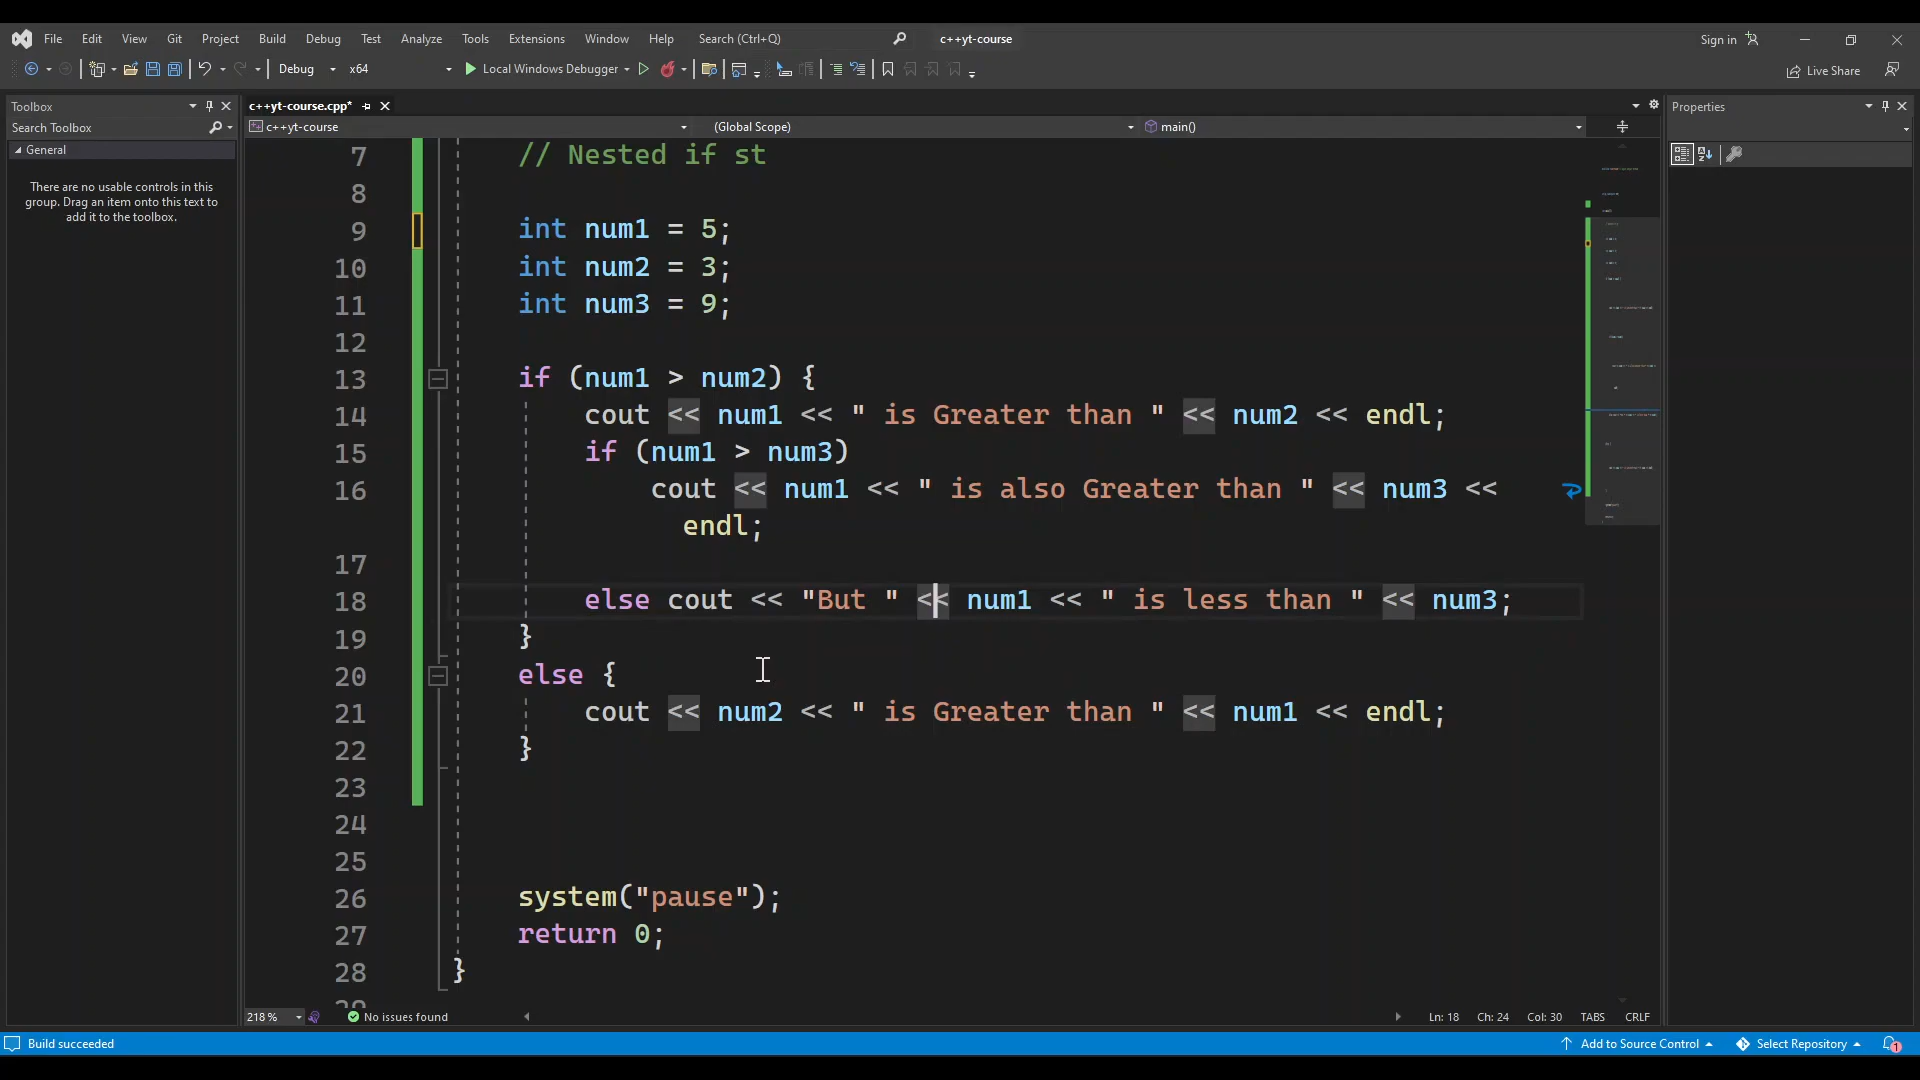 File Edit View Git Project Build Debug Test Analyze Tools Extensions Window Help Search (Ctrl+Q) c++yt-course Sign in
Debug x64 Local Windows Debugger Live Share
Toolbox
Search Toolbox
General
There are no usable controls in this
group. Drag an item onto this text to
add it to the toolbox.
c++yt-course.cpp*
c++yt-course (Global Scope) main()
Properties
7 // Nested if st
8
9 int num1 = 5;
10 int num2 = 3;
11 int num3 = 9;
12
13 if (num1 > num2) {
14 cout << num1 << " is Greater than " << num2 << endl;
15 if (num1 > num3)
16 cout << num1 << " is also Greater than " << num3 <<
endl;
17
18 else cout << "But " << num1 << " is less than " << num3;
19 }
20 else {
21 cout << num2 << " is Greater than " << num1 << endl;
22 }
23
24
25
26 system("pause");
27 return 0;
28 }
218 % No issues found Ln: 18 Ch: 24 Col: 30 TABS CRLF
Build succeeded Add to Source Control Select Repository 1